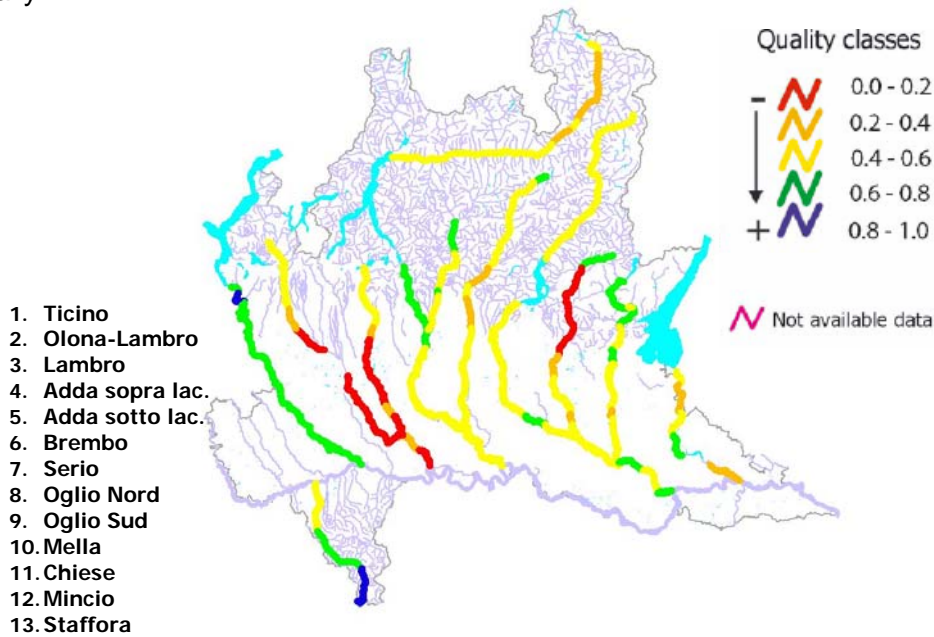 Quality classes
-
0.0 - 0.2
0.2 - 0.4
0.4 - 0.6
0.6 - 0.8
+
0.8 - 1.0
Not available data
1. Ticino
2. Olona-Lambro
3. Lambro
4. Adda sopra lac.
5. Adda sotto lac.
6. Brembo
7. Serio
8. Oglio Nord
9. Oglio Sud
10. Mella
11. Chiese
12. Mincio
13. Staffora